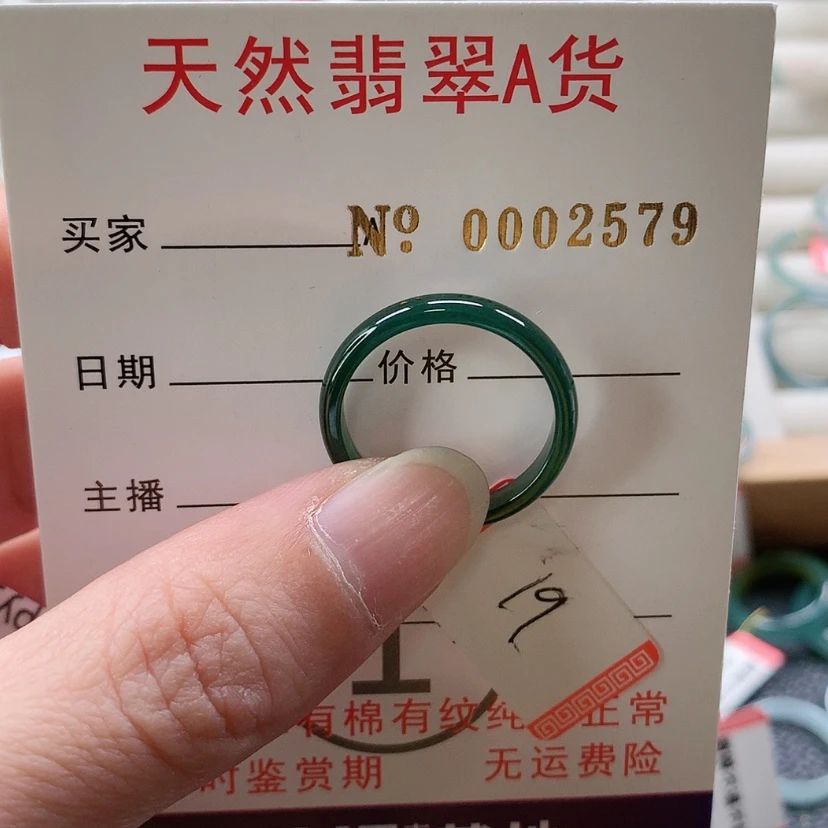 天然翡翠A货
买家 № 0002579
日期 价格
主播
19
有棉有纹纯 正常
时鉴赏期 无运费险